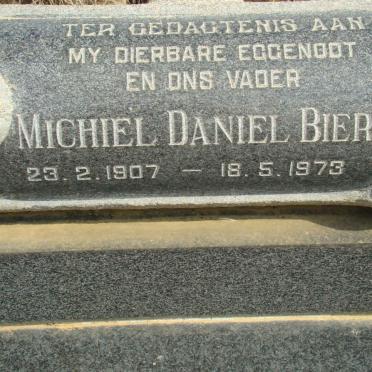 TER GEDAGTENIS AAN
MY DIERBARE EGGENOOT
EN ONS VADER
MICHIEL DANIEL BIER
23. 2. 1907 — 18. 5. 1973